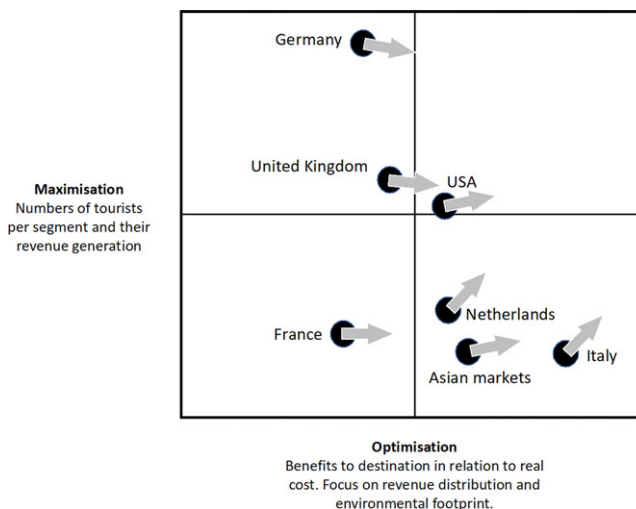 Germany
United Kingdom
USA
Maximisation
Numbers of tourists
per segment and their
revenue generation
Netherlands
France
Italy
Asian markets
Optimisation
Benefits to destination in relation to real
cost. Focus on revenue distribution and
environmental footprint.